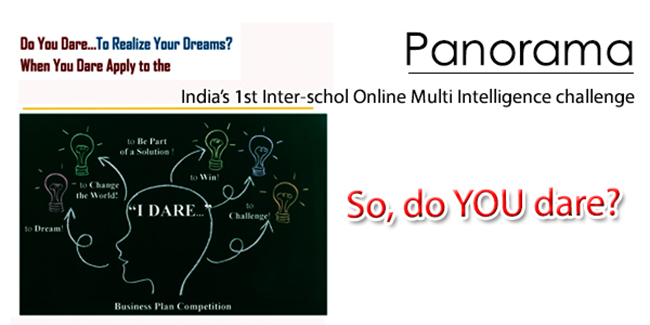 Do You Dare...To Realize Your Dreams?
When You Dare Apply to the
Panorama
India's 1st Inter-schol Online Multi Intelligence challenge
to Be Part
of a Solution !
to Win!
to Change
the World!
"I DARE..."
to Challenge!
to Dream!
Business Plan Competition
So, do YOU dare?